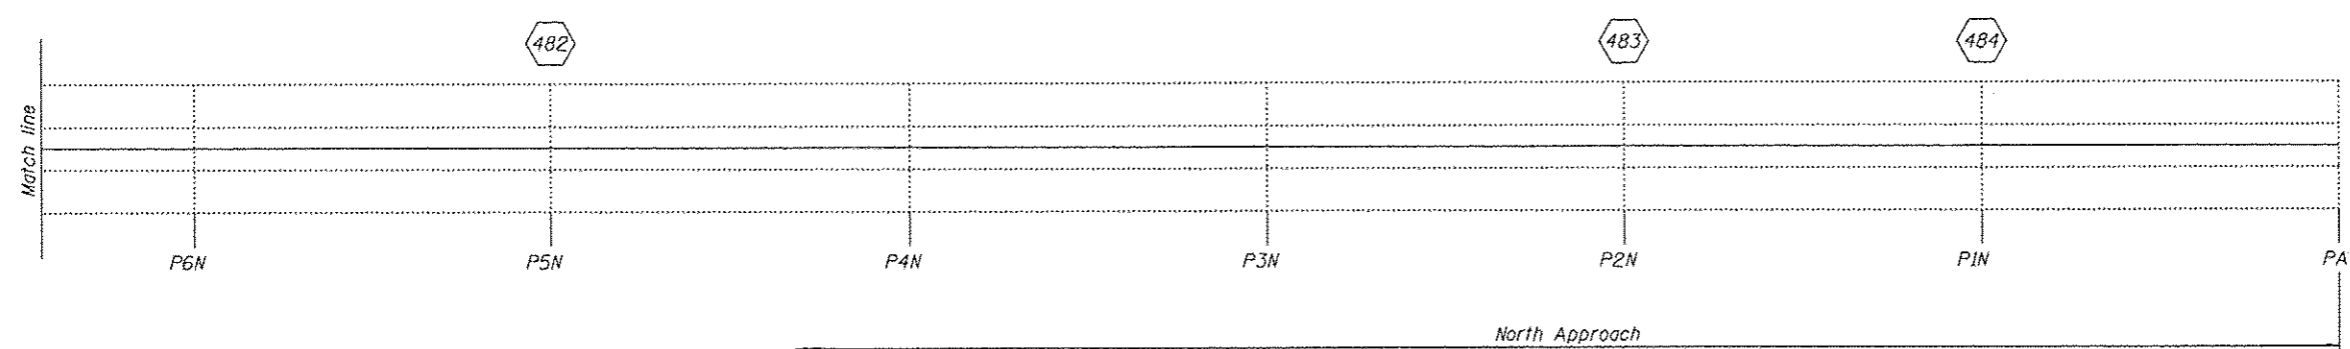 482
483
484
Match line
P6N
P5N
P4N
P3N
P2N
P1N
PA
North Approach